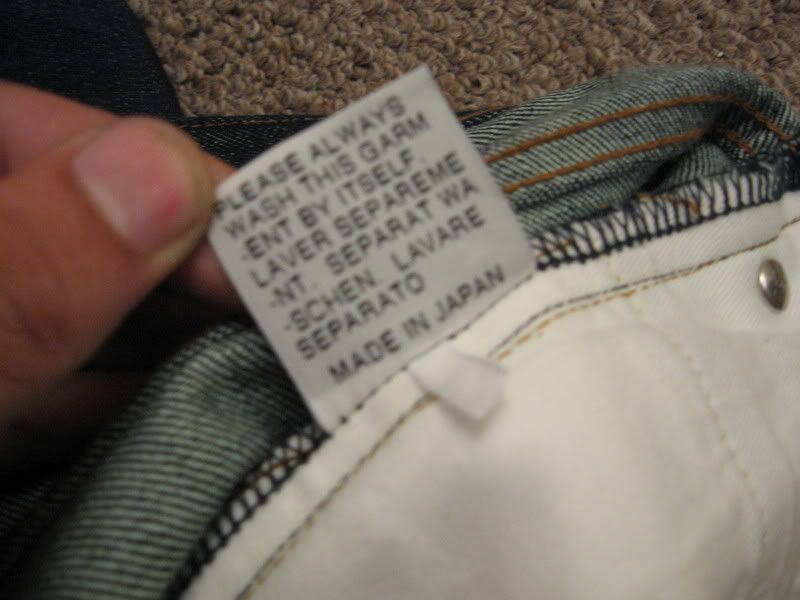 PLEASE ALWAYS
WASH THIS GARM
-ENT BY ITSELF.
LAVER SEPAREME
-NT. SEPARAT WA
-SCHEN. LAVARE
SEPARATO
MADE IN JAPAN